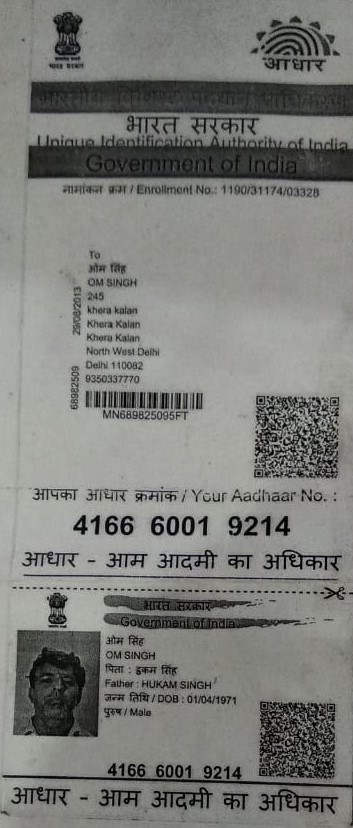 भारत सरकार
आधार
भारतीय विशिष्ट पहचान प्राधिकरण
भारत सरकार
Unique Identification Authority of India
Government of India
नामांकन क्रम / Enrollment No.: 1190/31174/03328
To
ओम सिंह
OM SINGH
245
khera kalan
Khera Kalan
Khera Kalan
North West Delhi
Delhi 110082
9350337770
29/08/2013
68982509
MN689825095FT
आपका आधार क्रमांक / Your Aadhaar No. :
4166 6001 9214
आधार - आम आदमी का अधिकार
भारत सरकार
Government of India
ओम सिंह
OM SINGH
पिता : हुकम सिंह
Father : HUKAM SINGH
जन्म तिथि / DOB : 01/04/1971
पुरुष / Male
4166 6001 9214
आधार - आम आदमी का अधिकार